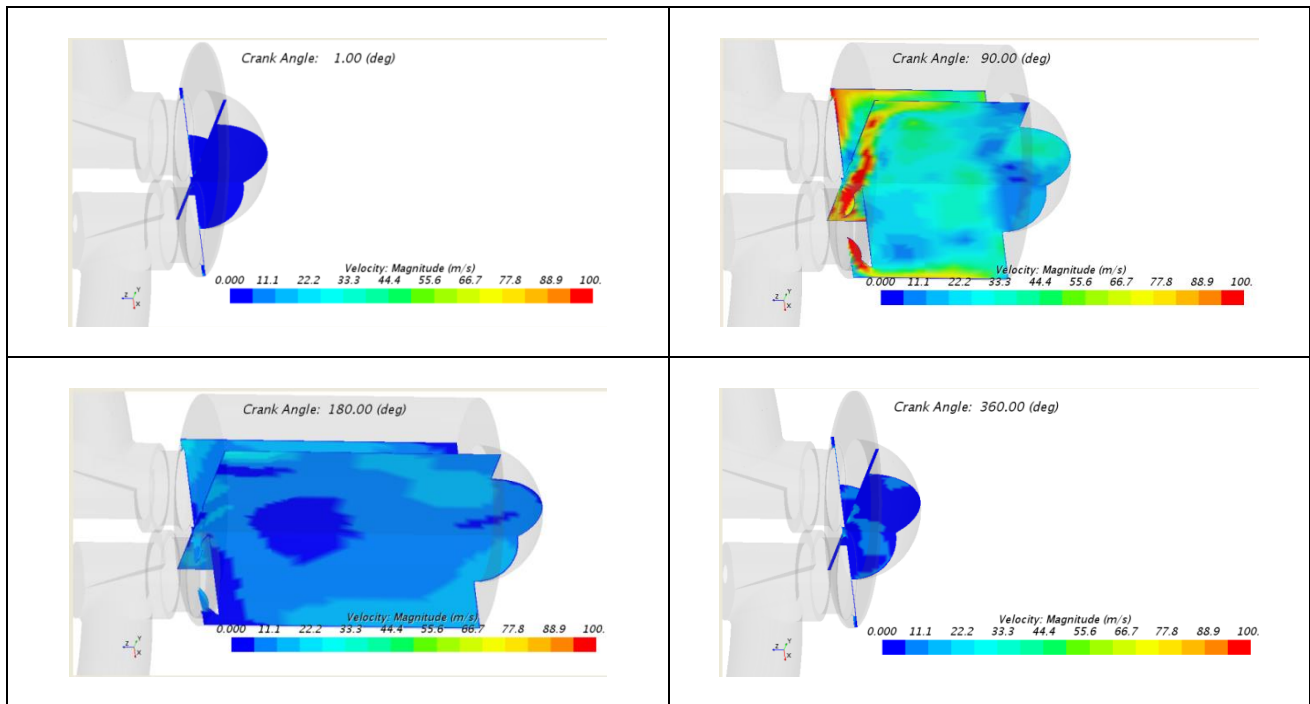 Crank Angle: 1.00 (deg)
Velocity: Magnitude (m/s)
0.000 11.1 22.2 33.3 44.4 55.6 66.7 77.8 88.9 100.
Z Y X
Crank Angle: 90.00 (deg)
Velocity: Magnitude (m/s)
0.000 11.1 22.2 33.3 44.4 55.6 66.7 77.8 88.9 100.
Z Y X
Crank Angle: 180.00 (deg)
Velocity: Magnitude (m/s)
0.000 11.1 22.2 33.3 44.4 55.6 66.7 77.8 88.9 100.
Z Y X
Crank Angle: 360.00 (deg)
Velocity: Magnitude (m/s)
0.000 11.1 22.2 33.3 44.4 55.6 66.7 77.8 88.9 100.
Z Y X